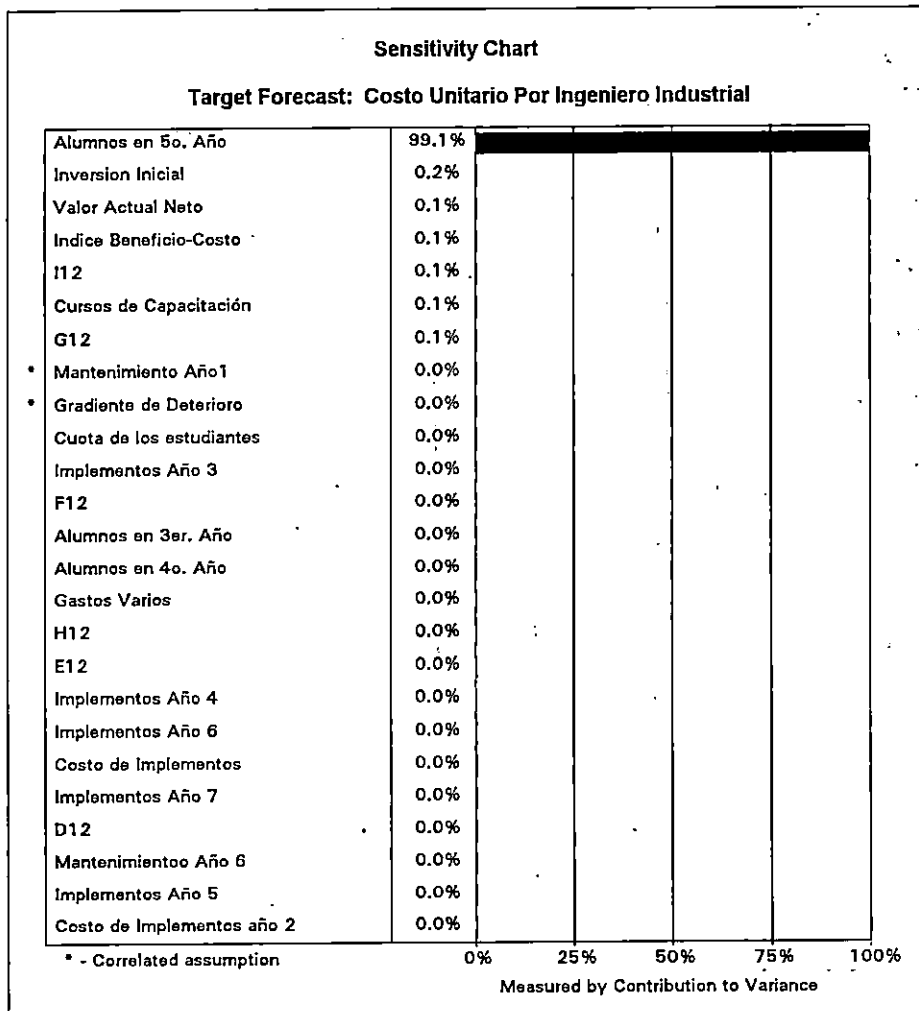 Sensitivity Chart
Target Forecast: Costo Unitario Por Ingeniero Industrial
Alumnos en 5o. Año 99.1%
Inversion Inicial 0.2%
Valor Actual Neto 0.1%
Indice Beneficio-Costo 0.1%
I12 0.1%
Cursos de Capacitación 0.1%
G12 0.1%
* Mantenimiento Año1 0.0%
* Gradiente de Deterioro 0.0%
Cuota de los estudiantes 0.0%
Implementos Año 3 0.0%
F12 0.0%
Alumnos en 3er. Año 0.0%
Alumnos en 4o. Año 0.0%
Gastos Varios 0.0%
H12 0.0%
E12 0.0%
Implementos Año 4 0.0%
Implementos Año 6 0.0%
Costo de Implementos 0.0%
Implementos Año 7 0.0%
D12 0.0%
Mantenimientoo Año 6 0.0%
Implementos Año 5 0.0%
Costo de Implementos año 2 0.0%
* - Correlated assumption 0% 25% 50% 75% 100%
Measured by Contribution to Variance